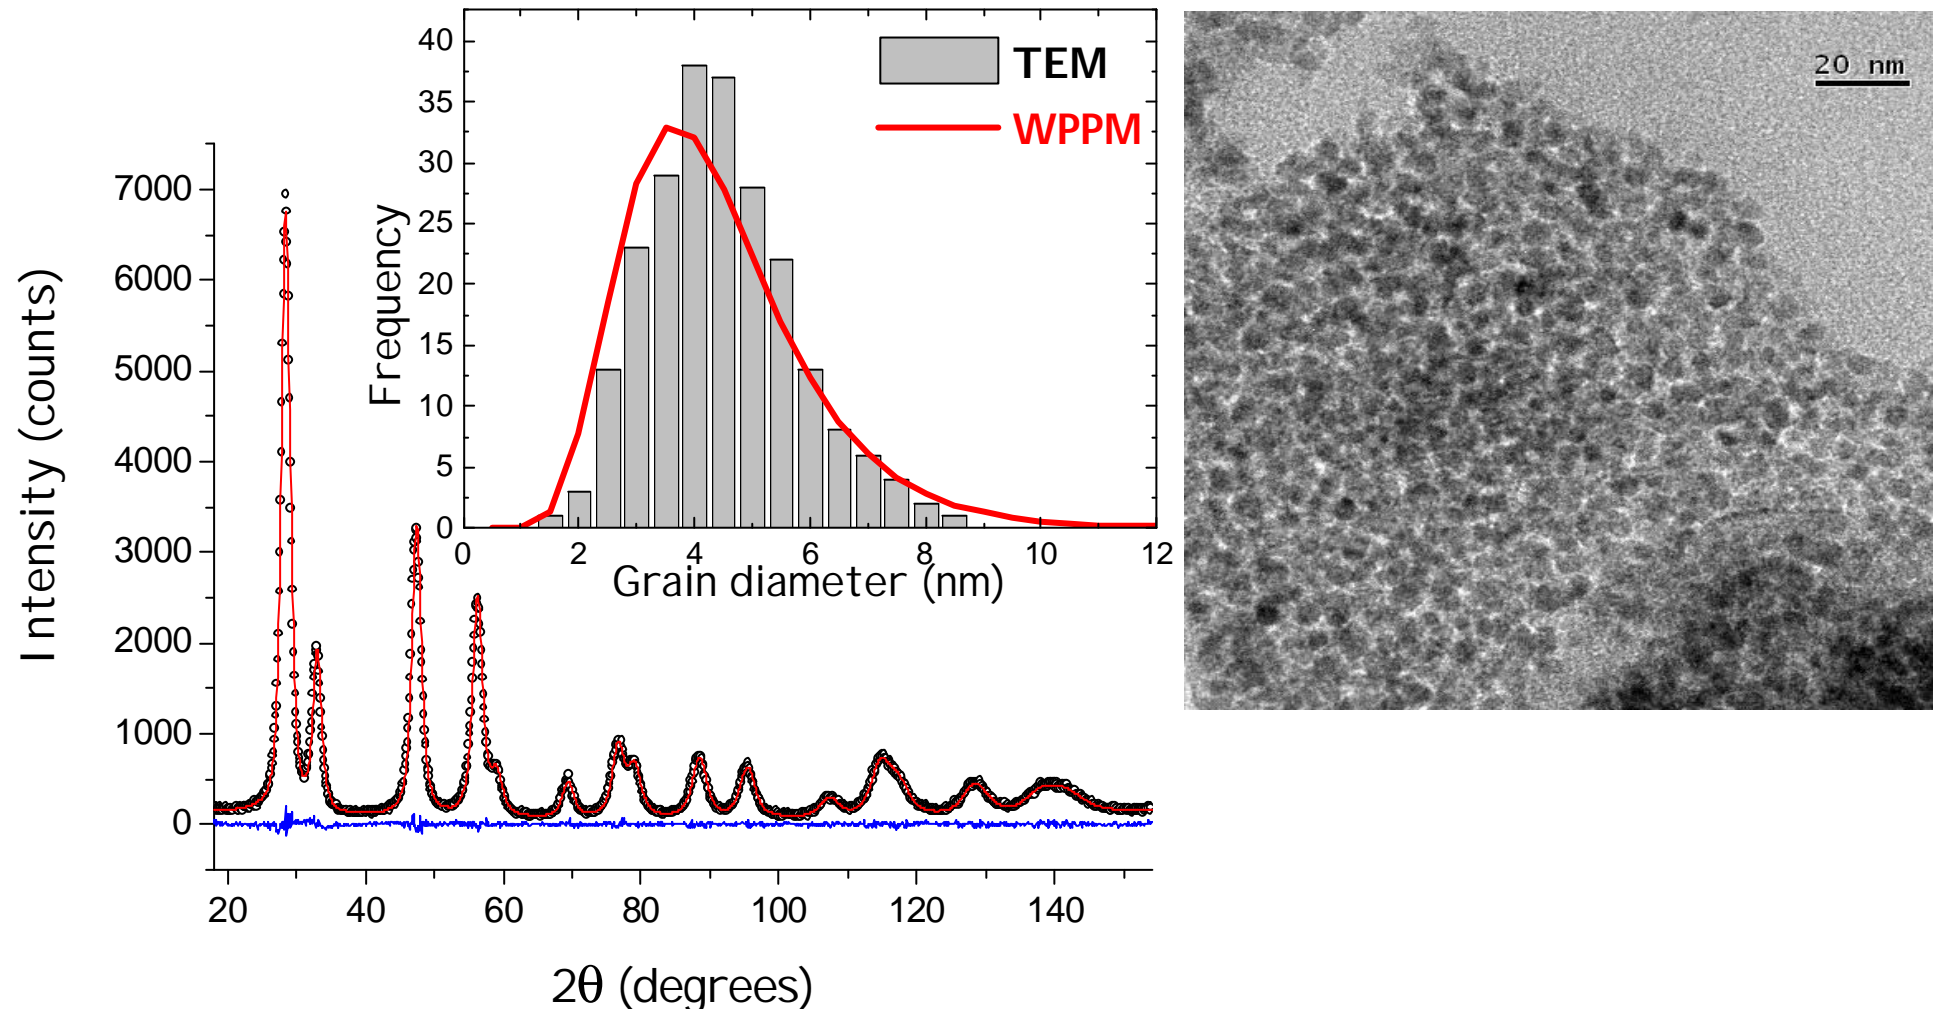 40
35
30
25
20
15
10
5
0
Frequency
0 2 4 6 8 10 12
Grain diameter (nm)
TEM
WPPM
20 nm
7000
6000
5000
4000
3000
2000
1000
0
Intensity (counts)
20 40 60 80 100 120 140
2θ (degrees)